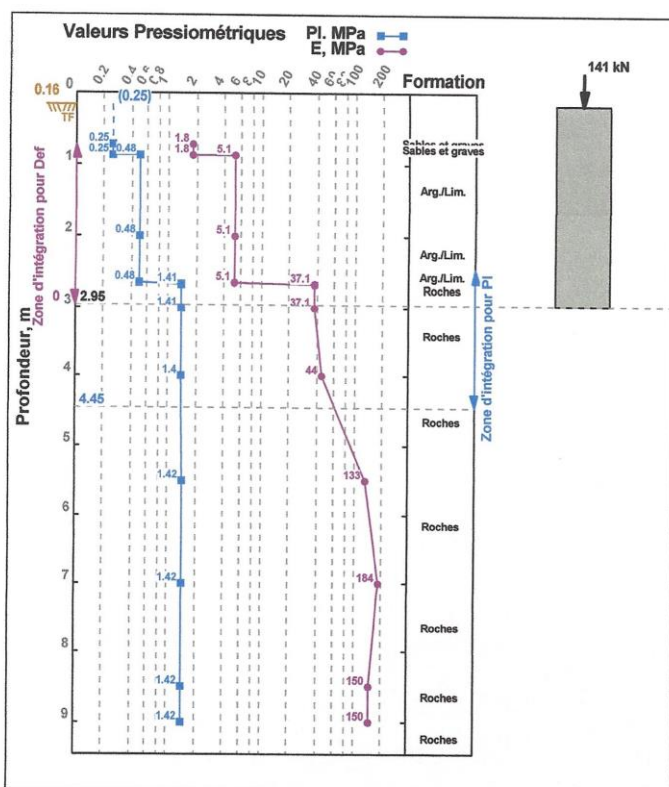 Valeurs Pressiométriques
Pl. MPa
E, MPa
0.2
0.4
0.6
0.8
1
2
4
6
8
10
20
40
60
80
100
200
Formation
141 kN
0.16
TF
(0.25)
0
1
2
3
4
5
6
7
8
9
Profondeur, m
Zone d'intégration pour Def
0
2.95
4.45
0.25
0.25
0.48
0.48
0.48
1.41
1.41
1.4
1.42
1.42
1.42
1.42
1.8
1.8
5.1
5.1
5.1
37.1
37.1
44
133
184
150
150
Sables et graves
Sables et graves
Arg./Lim.
Arg./Lim.
Arg./Lim.
Roches
Roches
Roches
Roches
Roches
Roches
Roches
Zone d'intégration pour Pl